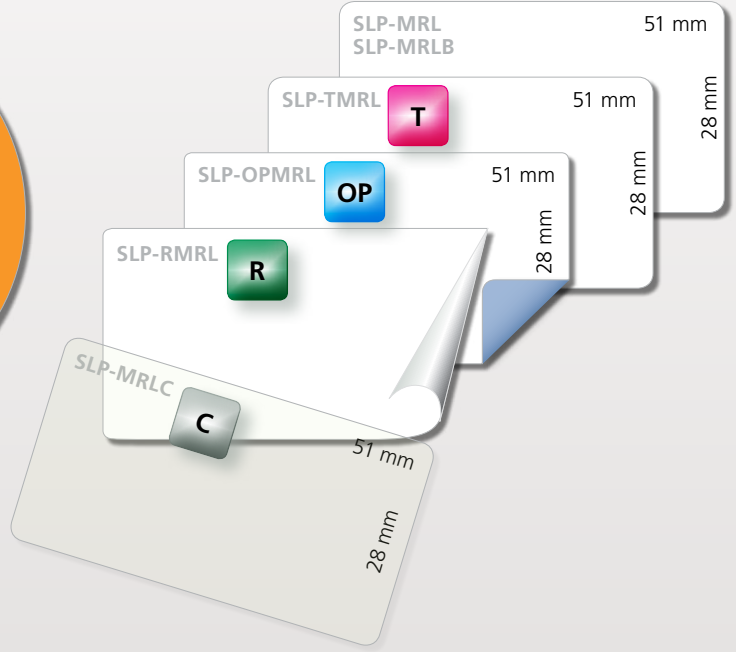 SLP-MRL
SLP-MRLB
51 mm
28 mm
SLP-TMRL
T
51 mm
28 mm
SLP-OPMRL
OP
51 mm
28 mm
SLP-RMRL
R
SLP-MRLC
C
51 mm
28 mm